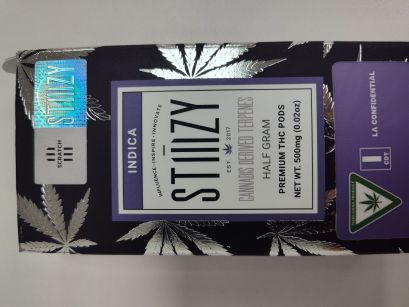 STIIIZY
SCRATCH
INDICA
INFLUENCE • INSPIRE • INNOVATE
STIIIZY
EST. 2017
CANNABIS DERIVED TERPENES
HALF GRAM
PREMIUM THC PODS
NET WT. 500mg (0.02oz)
LA CONFIDENTIAL
CDT